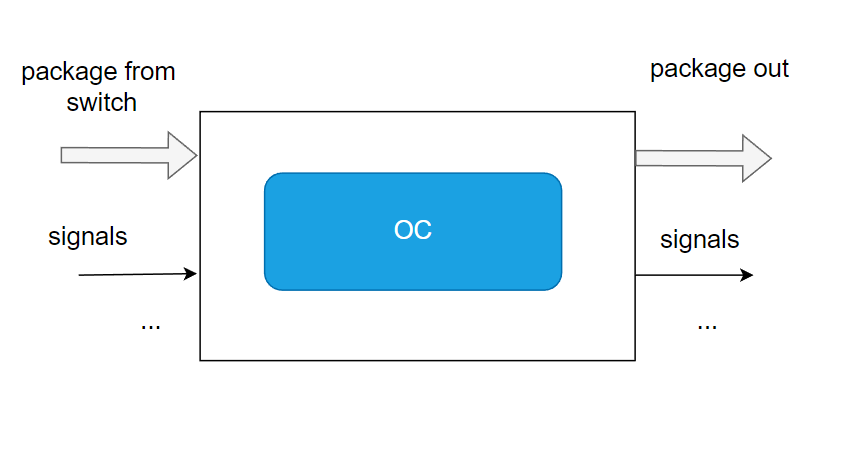 package from
switch
package out
OC
signals
signals
...
...